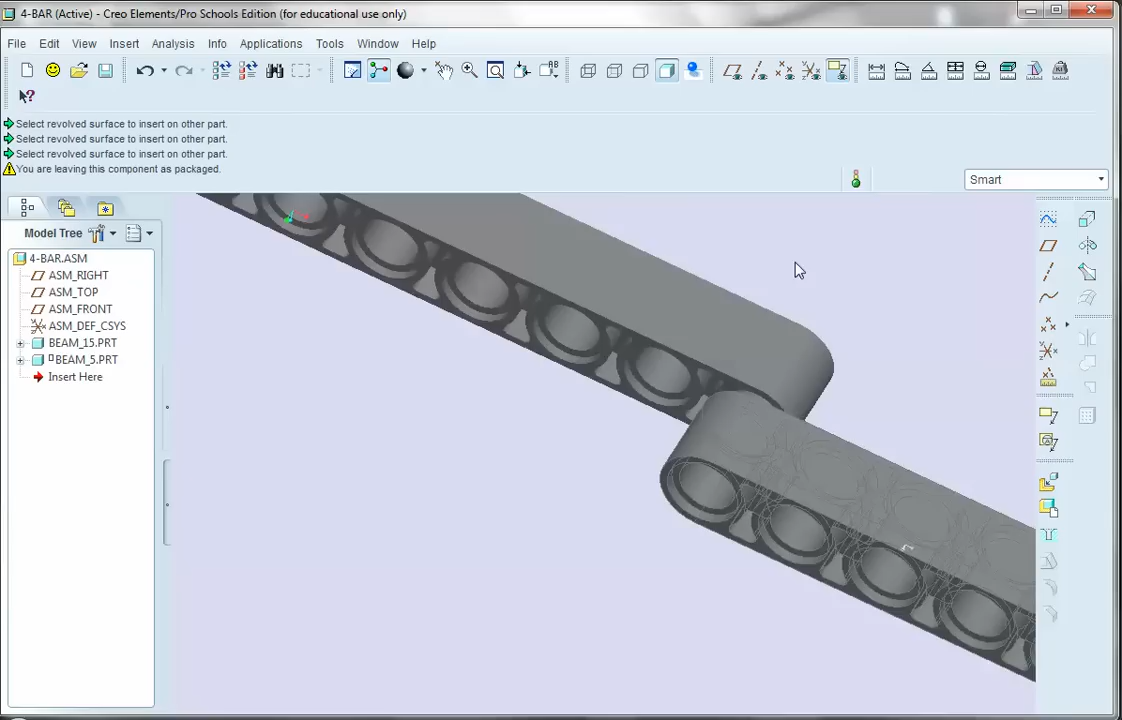 4-BAR (Active) - Creo Elements/Pro Schools Edition (for educational use only)
File Edit View Insert Analysis Info Applications Tools Window Help
Select revolved surface to insert on other part.
Select revolved surface to insert on other part.
Select revolved surface to insert on other part.
You are leaving this component as packaged.
Smart
Model Tree
4-BAR.ASM
ASM_RIGHT
ASM_TOP
ASM_FRONT
ASM_DEF_CSYS
BEAM_15.PRT
BEAM_5.PRT
Insert Here